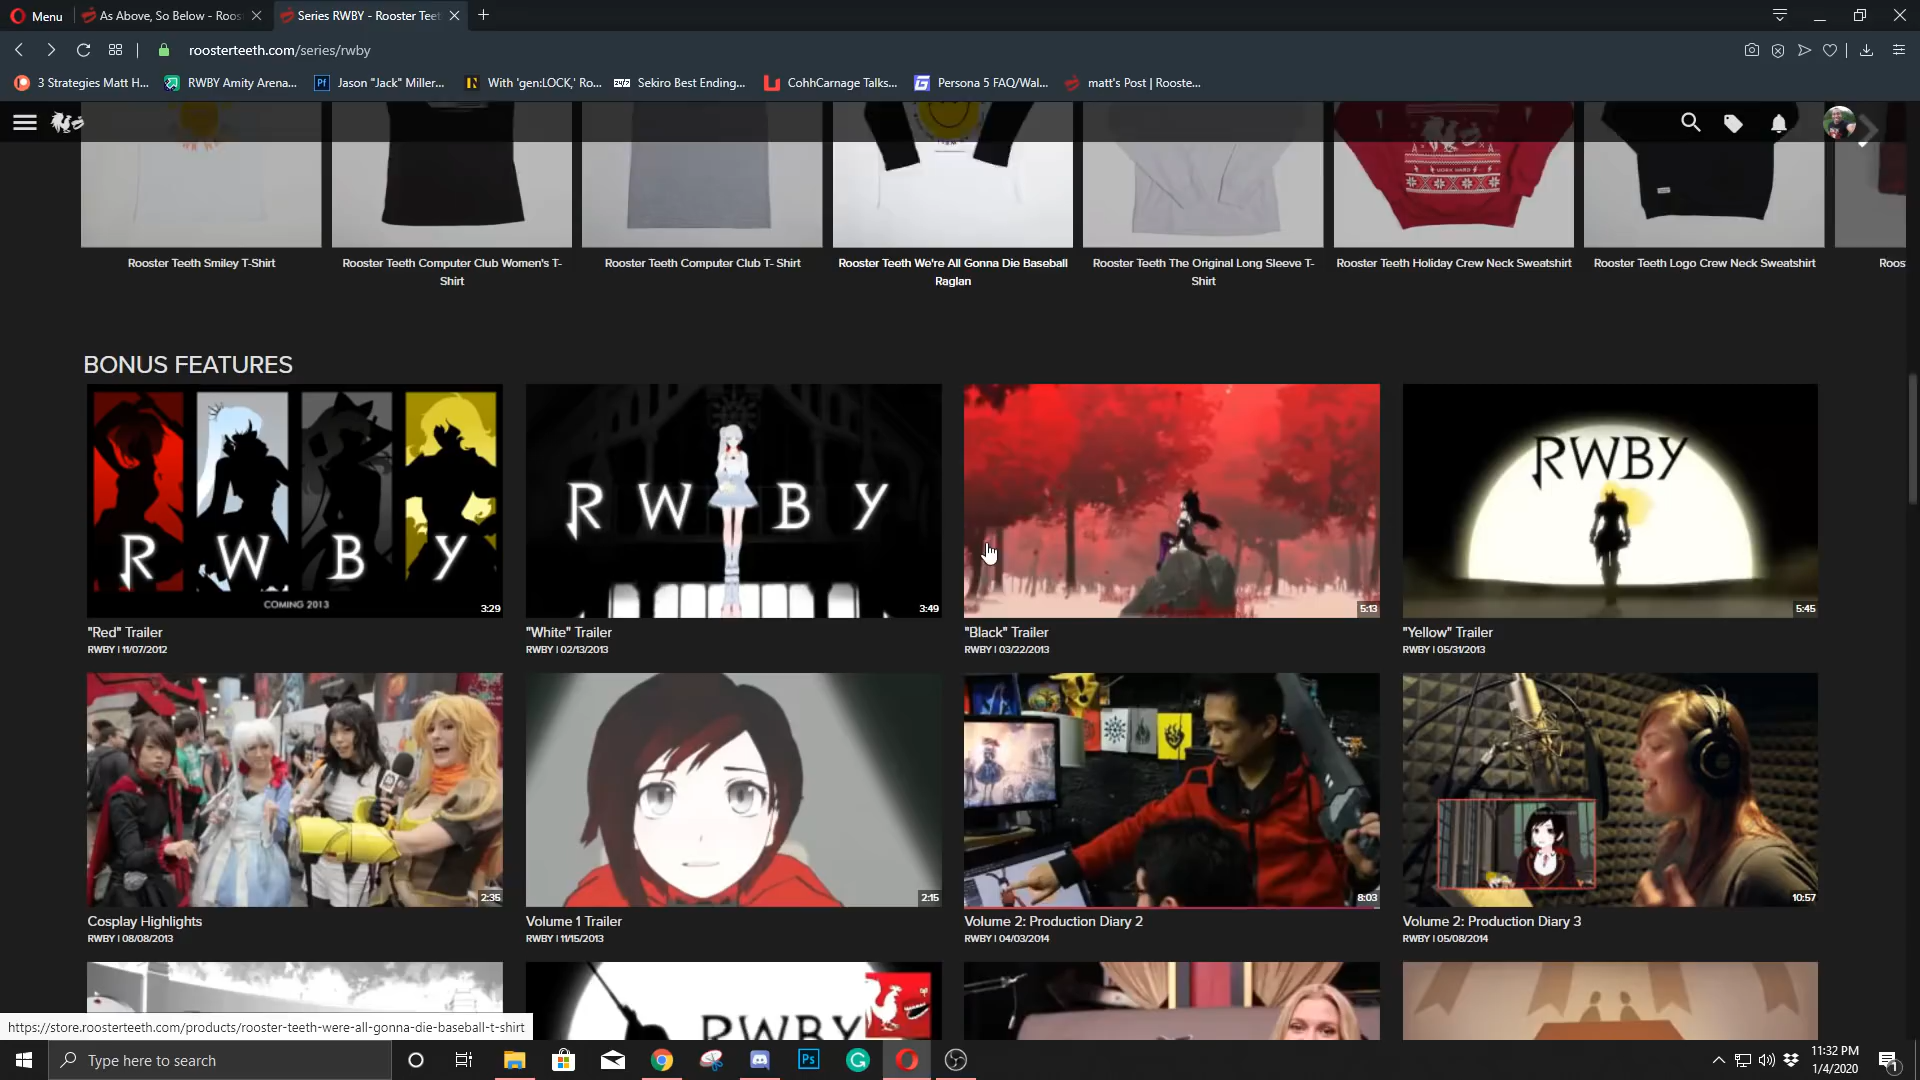 Menu
As Above, So Below - Roos
Series RWBY - Rooster Teet
roosterteeth.com/series/rwby
3 Strategies Matt H...
RWBY Amity Arena...
Pf
Jason "Jack" Miller...
With 'gen:LOCK,' Ro...
Sekiro Best Ending...
CohhCarnage Talks...
Persona 5 FAQ/Wal...
matt's Post | Rooste...
WORK HARD
Rooster Teeth Smiley T-Shirt
Rooster Teeth Computer Club Women's T-
Shirt
Rooster Teeth Computer Club T- Shirt
Rooster Teeth We're All Gonna Die Baseball
Raglan
Rooster Teeth The Original Long Sleeve T-
Shirt
Rooster Teeth Holiday Crew Neck Sweatshirt
Rooster Teeth Logo Crew Neck Sweatshirt
Roos
BONUS FEATURES
R W B Y
COMING 2013
3:29
R W B Y
3:49
5:13
RWBY
5:45
"Red" Trailer
RWBY | 11/07/2012
"White" Trailer
RWBY | 02/13/2013
"Black" Trailer
RWBY | 03/22/2013
"Yellow" Trailer
RWBY | 05/31/2013
2:35
2:15
8:03
10:57
Cosplay Highlights
RWBY | 08/08/2013
Volume 1 Trailer
RWBY | 11/15/2013
Volume 2: Production Diary 2
RWBY | 04/03/2014
Volume 2: Production Diary 3
RWBY | 05/08/2014
RWBY
https://store.roosterteeth.com/products/rooster-teeth-were-all-gonna-die-baseball-t-shirt
Type here to search
Ps
11:32 PM
1/4/2020
1